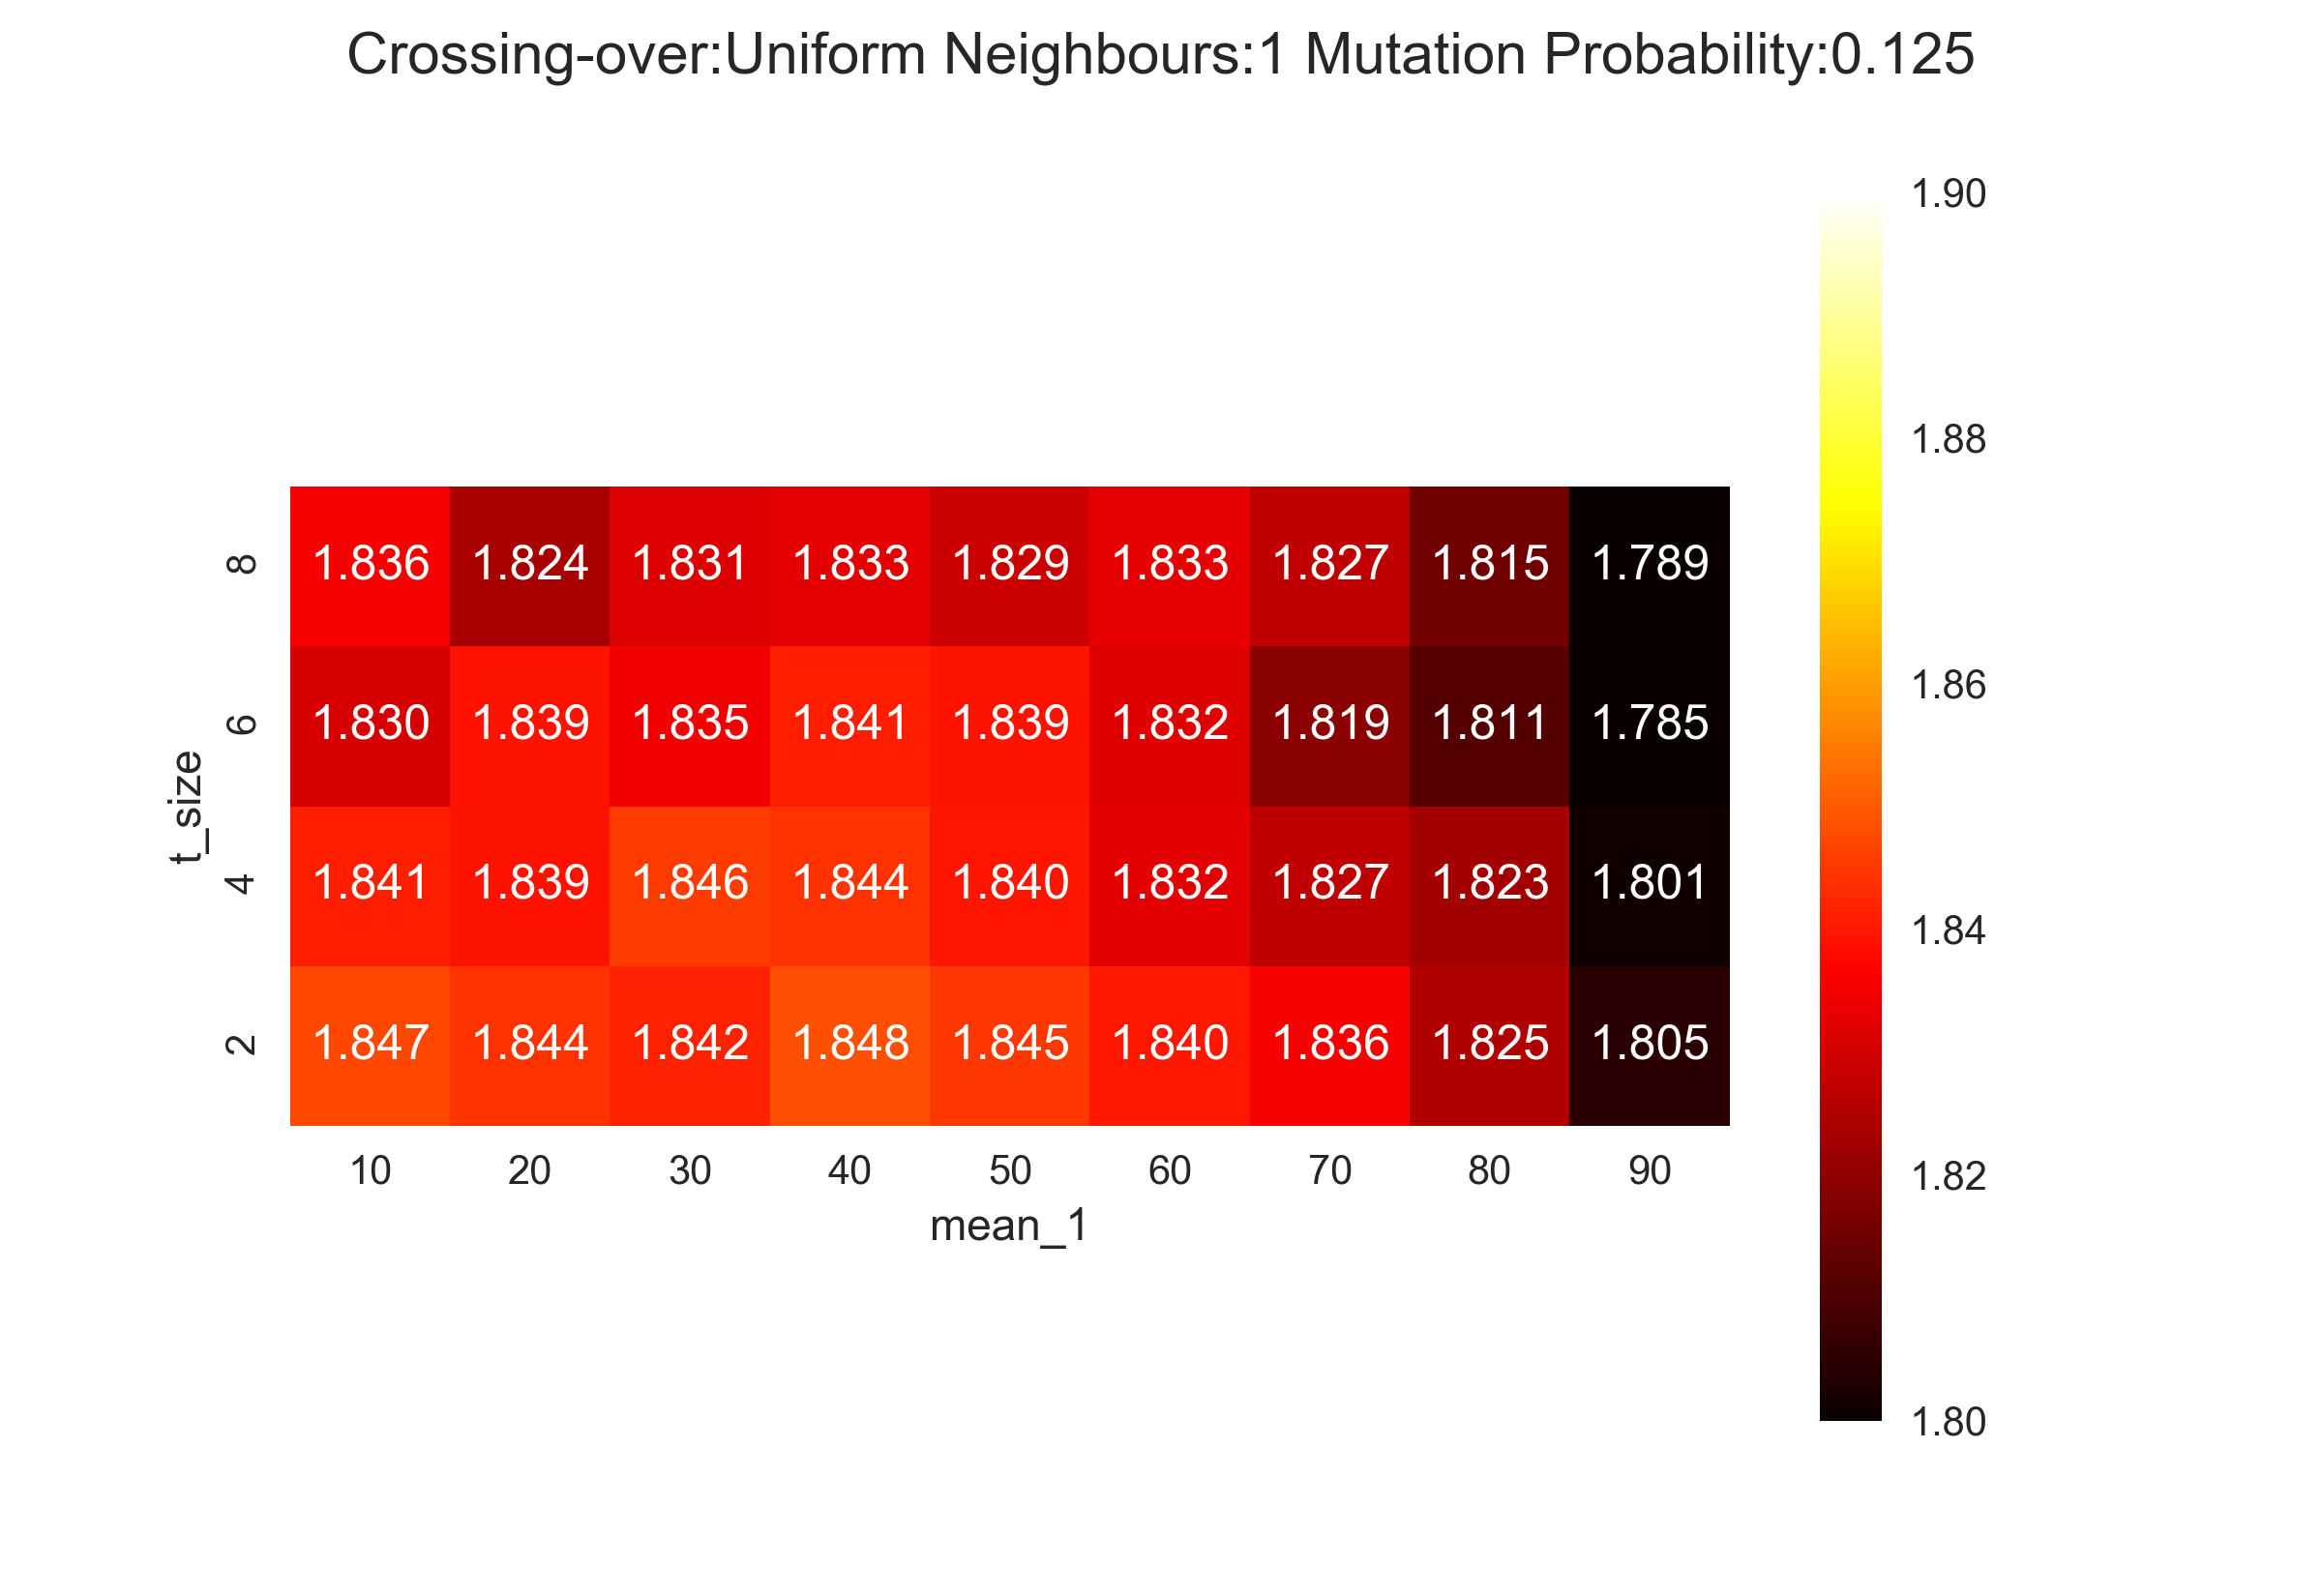 Crossing-over:Uniform Neighbours:1 Mutation Probability:0.125
t_size
8 1.836 1.824 1.831 1.833 1.829 1.833 1.827 1.815 1.789
6 1.830 1.839 1.835 1.841 1.839 1.832 1.819 1.811 1.785
4 1.841 1.839 1.846 1.844 1.840 1.832 1.827 1.823 1.801
2 1.847 1.844 1.842 1.848 1.845 1.840 1.836 1.825 1.805
10 20 30 40 50 60 70 80 90
mean_1
1.90
1.88
1.86
1.84
1.82
1.80